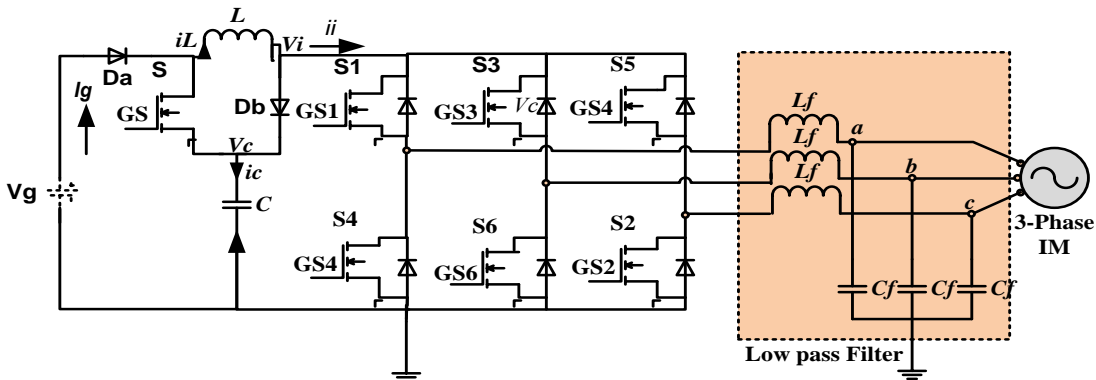 L
iL
Vi
ii
Da
S
S1
S3
S5
Ig
GS
Db
GS1
GS3
Vc
GS4
Vc
ic
C
Vg
Lf
Lf
Lf
a
b
c
3-Phase
IM
S4
S6
S2
GS4
GS6
GS2
Cf
Cf
Cf
Low pass Filter